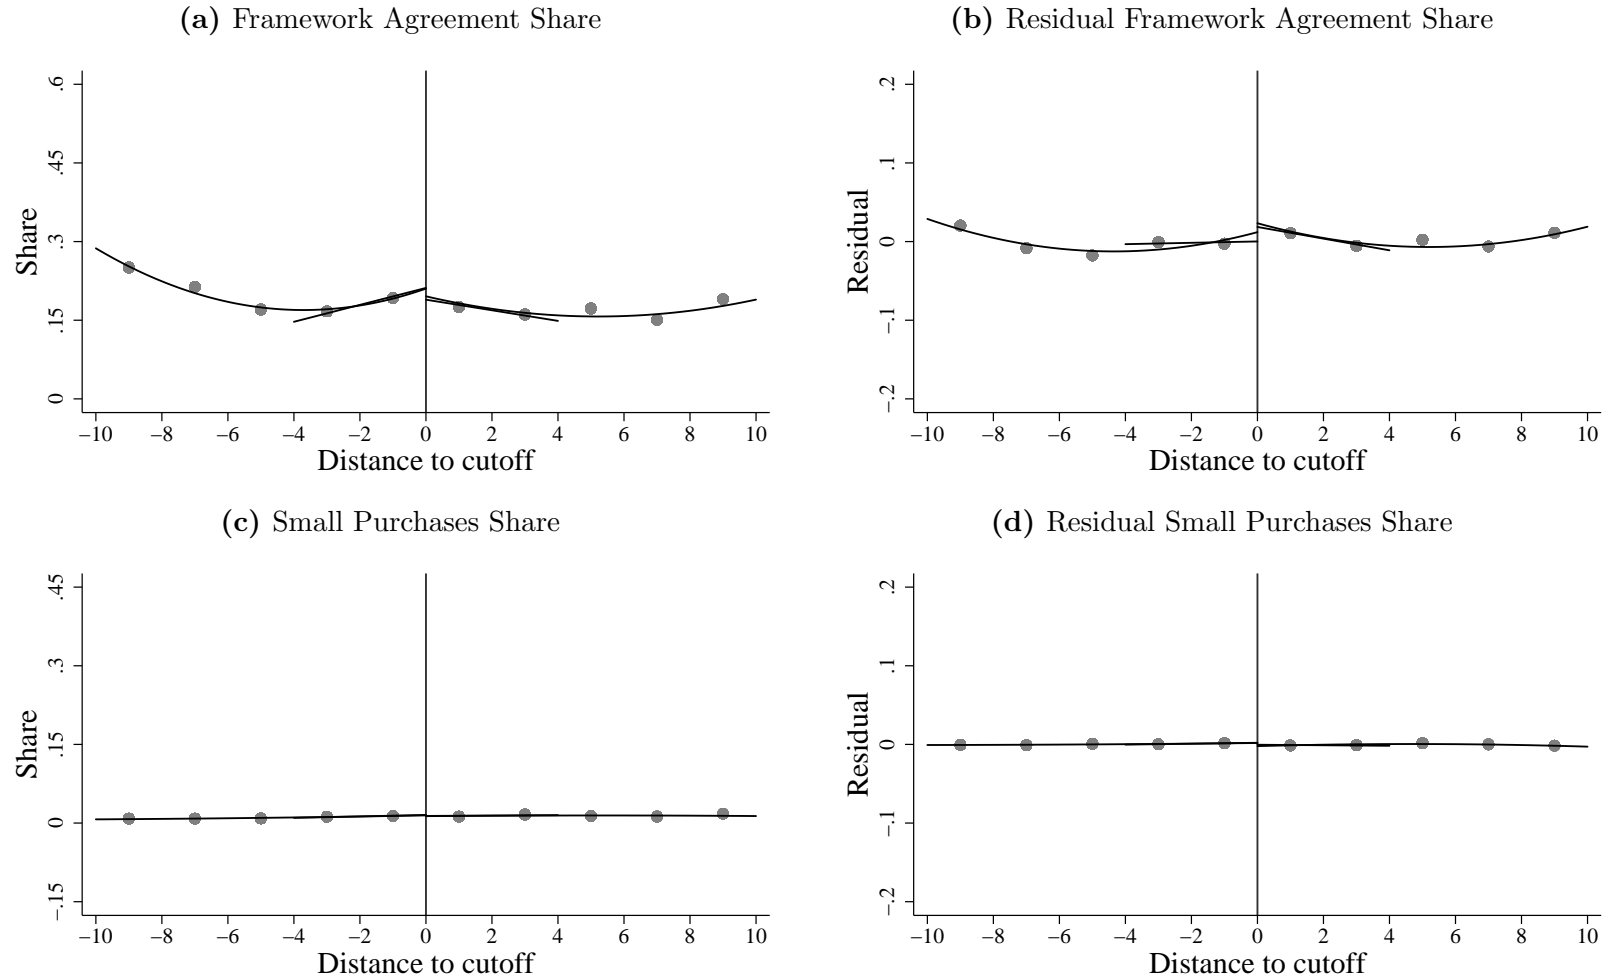 (a) Framework Agreement Share
(b) Residual Framework Agreement Share
Share
0 .15 .3 .45 .6
−10 −8 −6 −4 −2 0 2 4 6 8 10
Distance to cutoff
Residual
−.2 −.1 0 .1 .2
−10 −8 −6 −4 −2 0 2 4 6 8 10
Distance to cutoff
(c) Small Purchases Share
(d) Residual Small Purchases Share
Share
−.15 0 .15 .3 .45
−10 −8 −6 −4 −2 0 2 4 6 8 10
Distance to cutoff
Residual
−.2 −.1 0 .1 .2
−10 −8 −6 −4 −2 0 2 4 6 8 10
Distance to cutoff